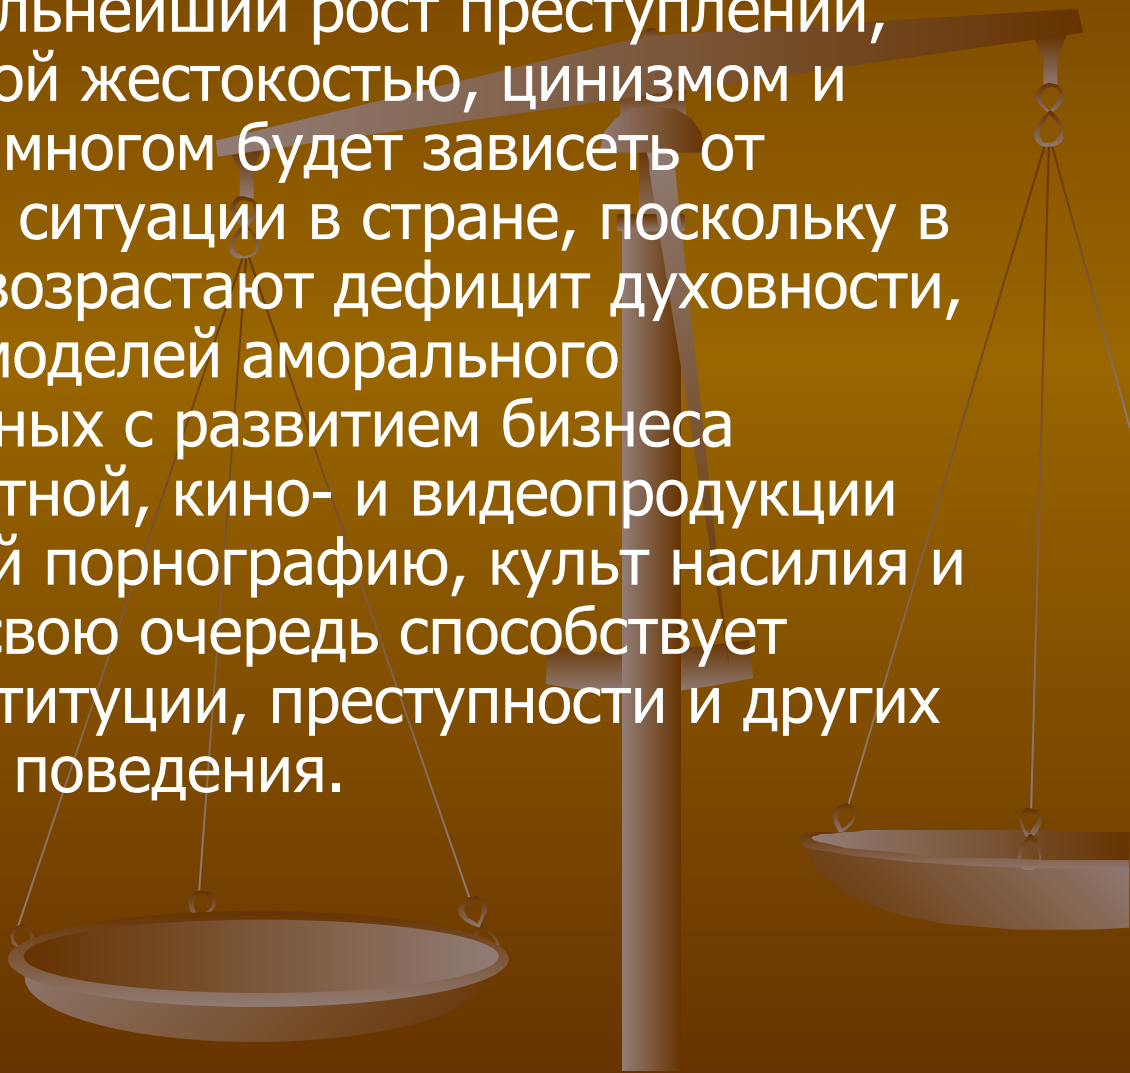 льнейший рост преступлений,
ой жестокостью, цинизмом и
многом будет зависеть от
ситуации в стране, поскольку в
возрастают дефицит духовности,
моделей аморального
ных с развитием бизнеса
тной, кино- и видеопродукции
й порнографию, культ насилия и
свою очередь способствует
титуции, преступности и других
поведения.